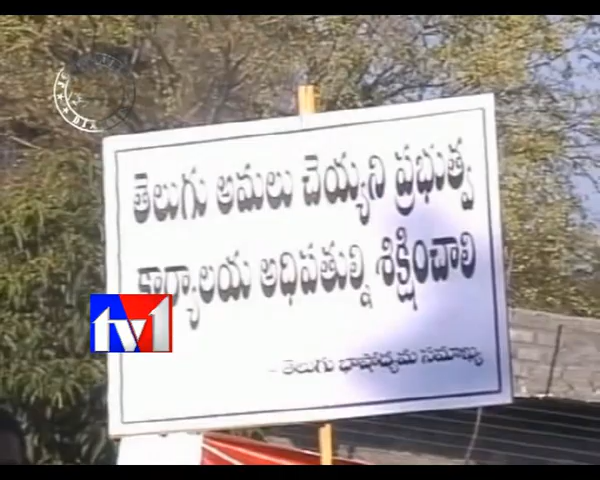 తెలుగు అమలు చెయ్యని ప్రభుత్వ
కార్యాలయ అధిపతుల్ని శిక్షించాలి
- తెలుగు భాషోద్యమ సమాఖ్య
tv1